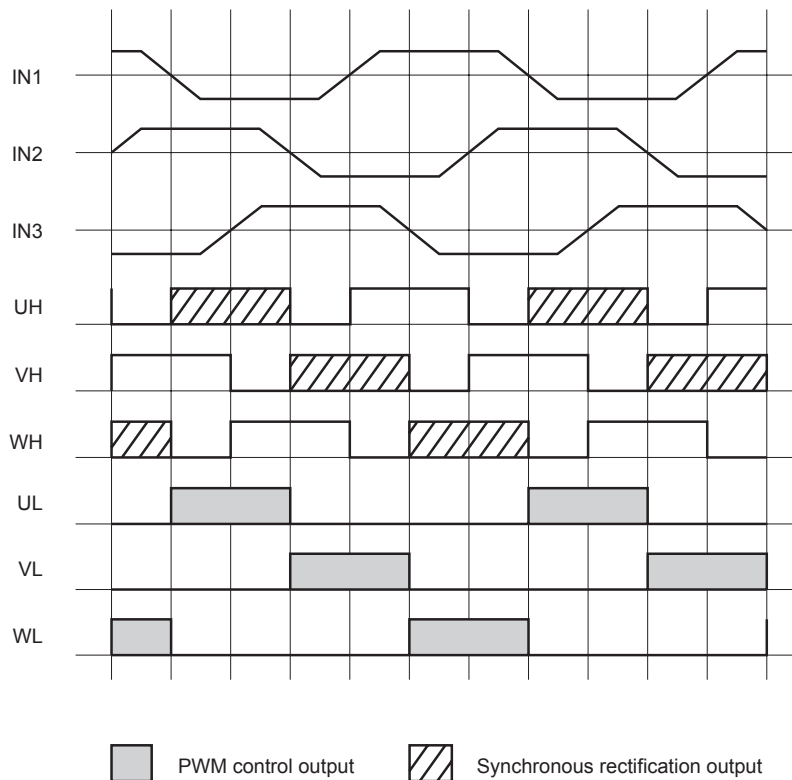 IN1
IN2
IN3
UH
VH
WH
UL
VL
WL
PWM control output
Synchronous rectification output